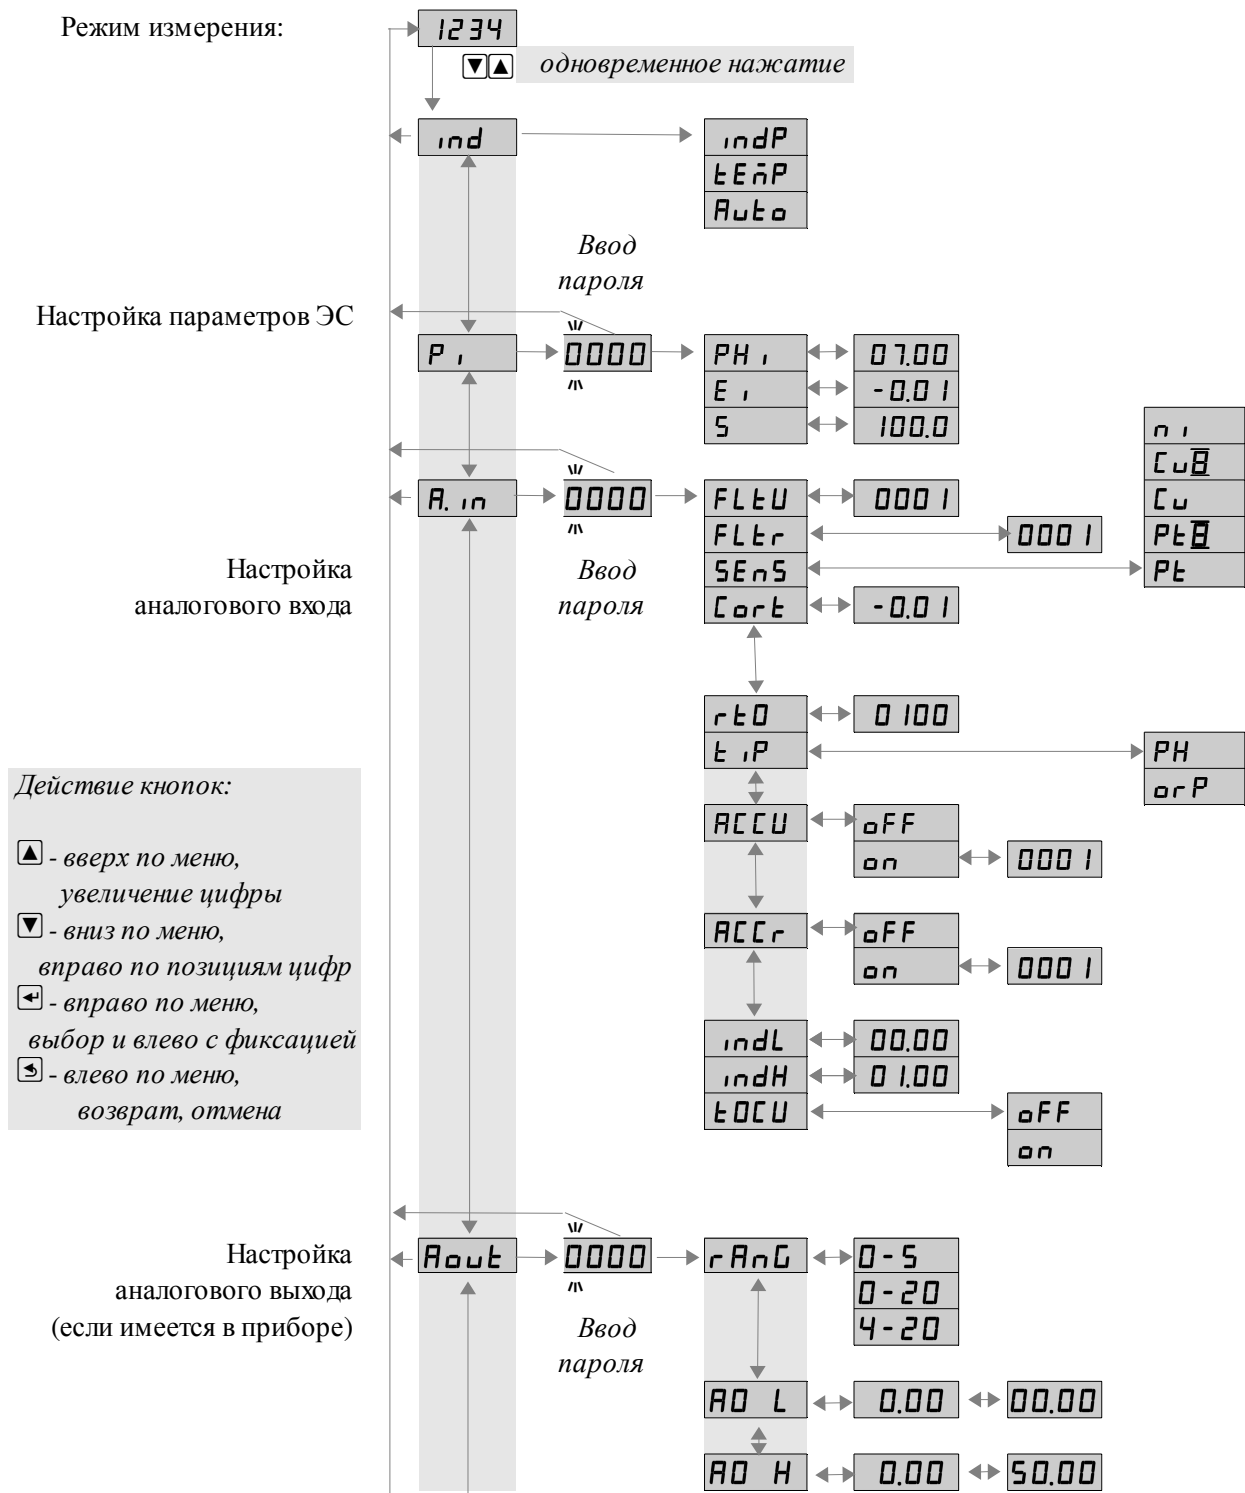 Режим измерения:
1234
одновременное нажатие
ind
indP
tEmP
Auto
Ввод
пароля
Настройка параметров ЭС
P i
0000
PH i
07.00
E i
-0.01
S
100.0
n i
Cu
Cu
Pt
Pt
A. in
0000
FLtU
0001
FLtr
0001
SEnS
Cort
-0.01
Настройка
аналогового входа
Ввод
пароля
rt0
0100
t iP
PH
orP
Действие кнопок:
- вверх по меню,
увеличение цифры
- вниз по меню,
вправо по позициям цифр
- вправо по меню,
выбор и влево с фиксацией
- влево по меню,
возврат, отмена
ACCU
oFF
on
0001
ACCr
oFF
on
0001
indL
00.00
indH
01.00
t0CU
oFF
on
Настройка
аналогового выхода
(если имеется в приборе)
Aout
0000
Ввод
пароля
rAnG
0-5
0-20
4-20
A0 L
0.00
00.00
A0 H
0.00
50.00